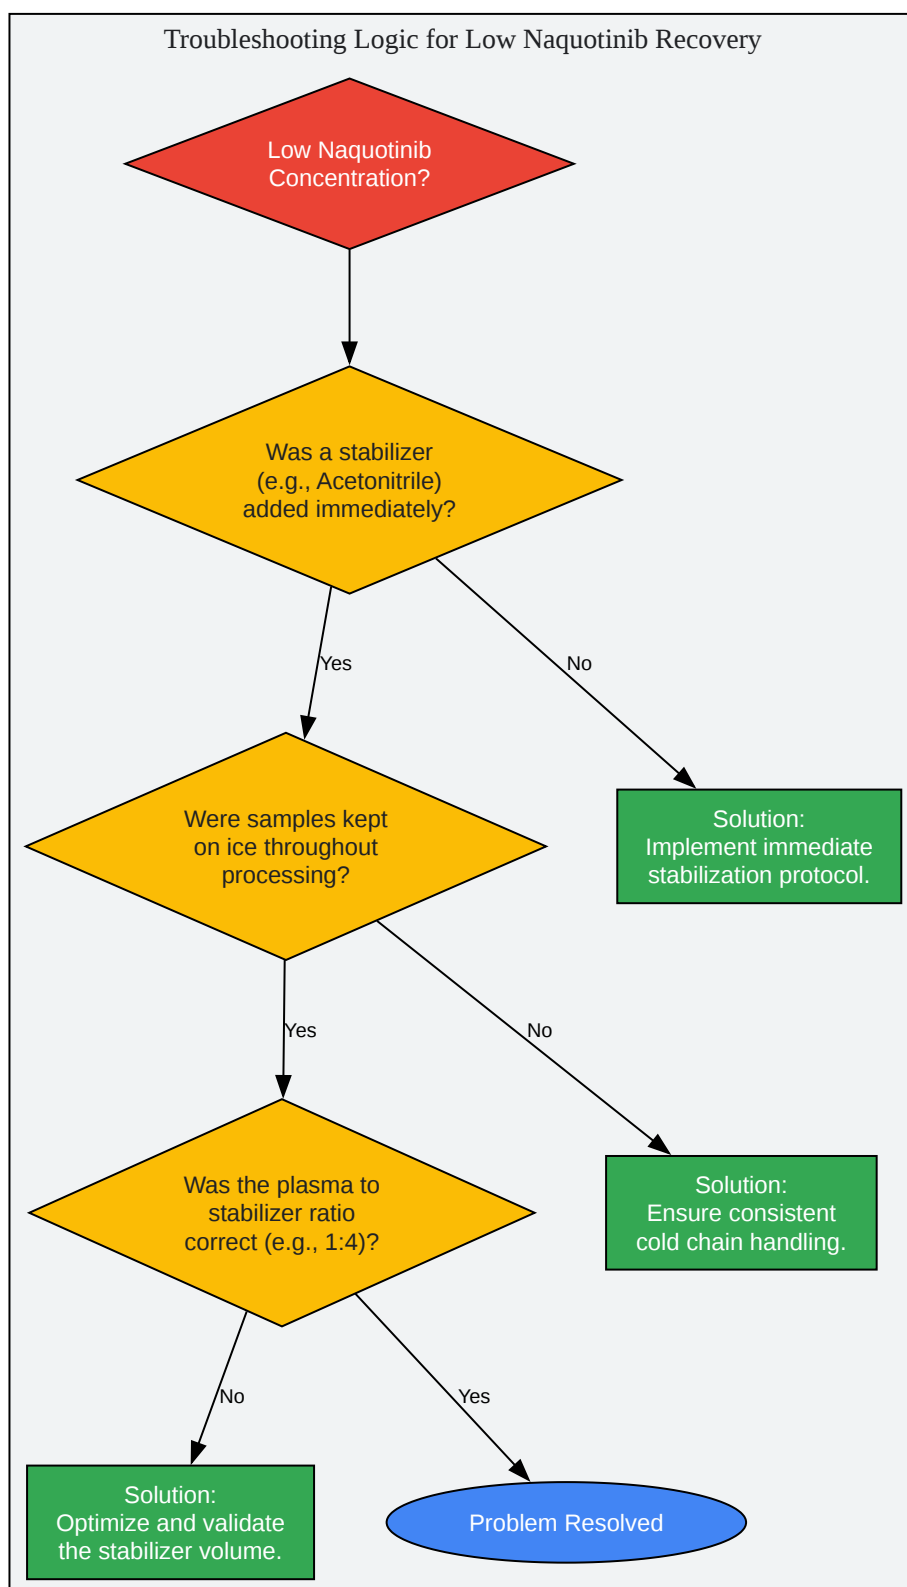 Troubleshooting Logic for Low Naquotinib Recovery
Low Naquotinib
Concentration?
Was a stabilizer
(e.g., Acetonitrile)
added immediately?
Yes
No
Were samples kept
on ice throughout
processing?
Solution:
Implement immediate
stabilization protocol.
Yes
No
Was the plasma to
stabilizer ratio
correct (e.g., 1:4)?
Solution:
Ensure consistent
cold chain handling.
No
Yes
Solution:
Optimize and validate
the stabilizer volume.
Problem Resolved